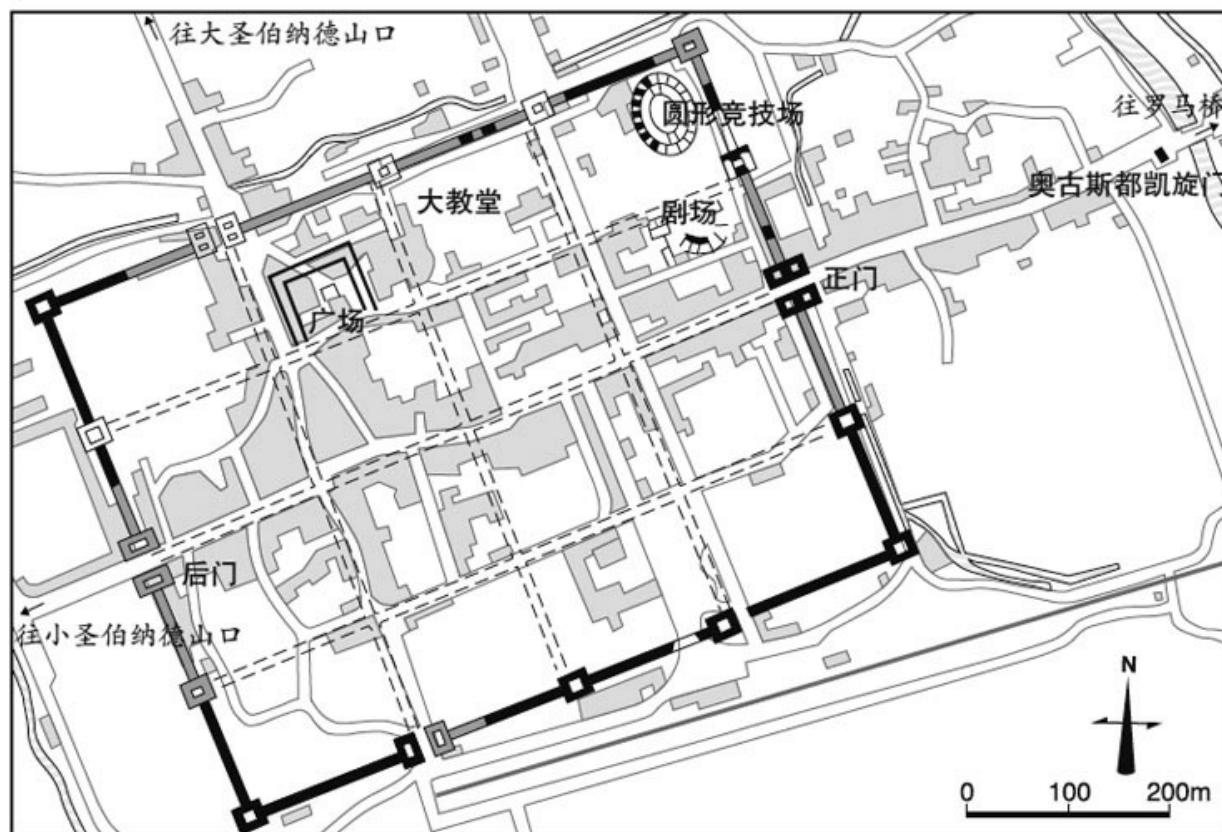 往大圣伯纳德山口
圆形竞技场
往罗马桥
大教堂
剧场
奥古斯都凯旋门
正门
广场
后门
往小圣伯纳德山口
N
0 100 200m